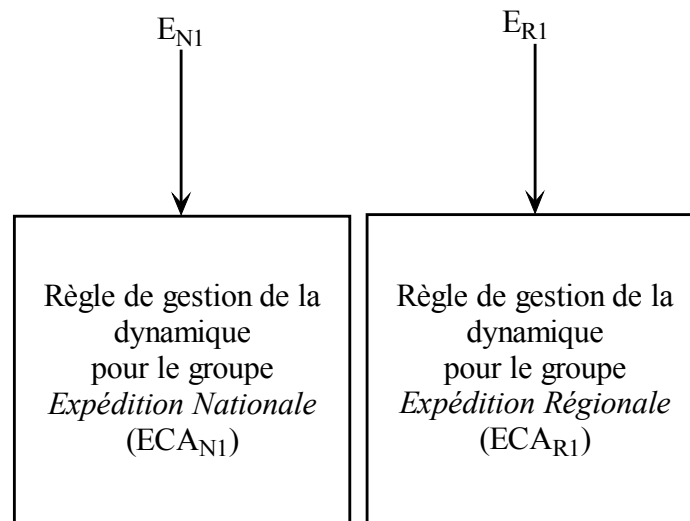 E_N1
E_R1
Règle de gestion de la
dynamique
pour le groupe
Expédition Nationale
(ECA_N1)
Règle de gestion de la
dynamique
pour le groupe
Expédition Régionale
(ECA_R1)